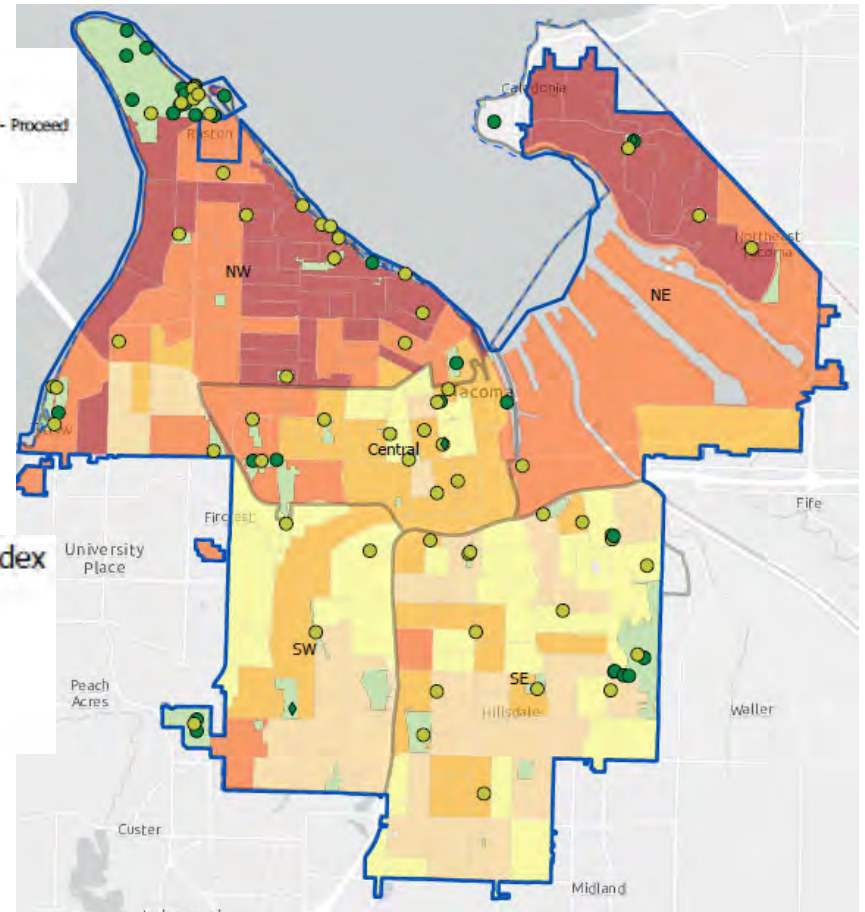 Caledonia
- Proceed
Ruston
Northeast
Tacoma
NW
NE
Tacoma
Central
Fife
Fircrest
dex
University
Place
SW
SE
Peach
Acres
Hillsdale
Waller
Custer
Midland